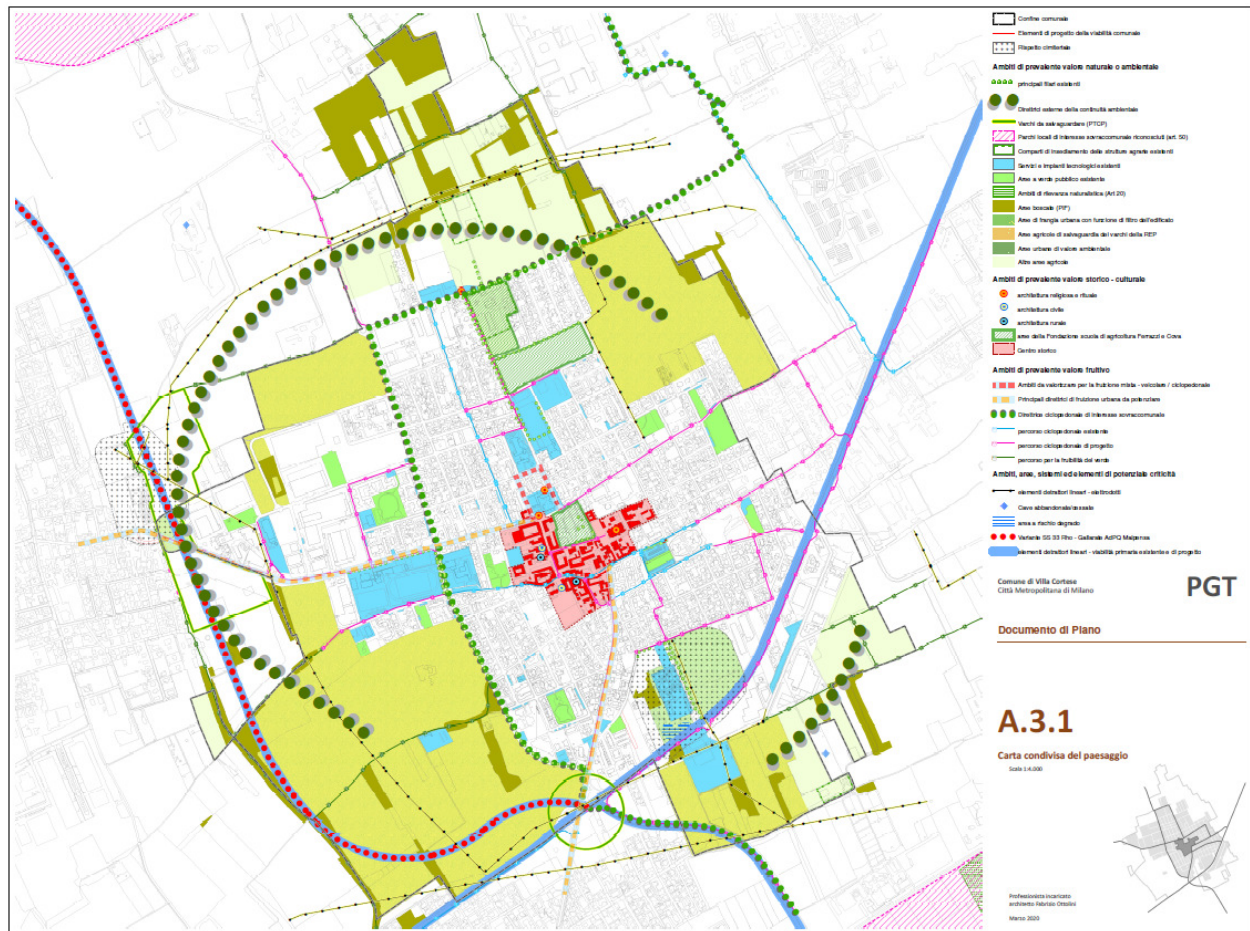 Confine comunale
Elementi di progetto della viabilità comunale
Rispetto cimiteriale
Ambiti di prevalente valore naturale o ambientale
principali filari esistenti
Direttrici esterne della continuità ambientale
Varchi da salvaguardare (PTCP)
Parchi locali di interesse sovraccomunale riconosciuti (art. 50)
Comparti di insediamento delle strutture agrarie esistenti
Servizi e impianti tecnologici esistenti
Aree a verde pubblico esistente
Ambiti di rilevanza naturalistica (Art 20)
Aree boscate (PIF)
Aree di frangia urbana con funzione di filtro dell'edificato
Aree agricole di salvaguardia dei varchi della REP
Aree urbane di valore ambientale
Altre aree agricole
Ambiti di prevalente valore storico - culturale
architettura religiosa e rituale
architettura civile
architettura rurale
aree della Fondazione scuola di agricoltura Ferrazzi e Cova
Centro storico
Ambiti di prevalente valore fruitivo
Ambiti da valorizzare per la fruizione mista - veicolare / ciclopedonale
Principali direttrici di fruizione urbana da potenziare
Direttrice ciclopedonale di interesse sovraccomunale
percorso ciclopedonale esistente
percorso ciclopedonale di progetto
percorso per la fruibilità del verde
Ambiti, aree, sistemi ed elementi di potenziale criticità
elementi detrattori lineari - elettrodotti
Cave abbandonate/cessate
area a rischio degrado
Variante SS 33 Rho - Gallarate AdPQ Malpensa
elementi detrattori lineari - viabilità primaria esistente e di progetto
Comune di Villa Cortese
Città Metropolitana di Milano
PGT
Documento di Piano
A.3.1
Carta condivisa del paesaggio
Scala 1:4.000
Professionista incaricato
architetto Fabrizio Ottolini
Marzo 2020